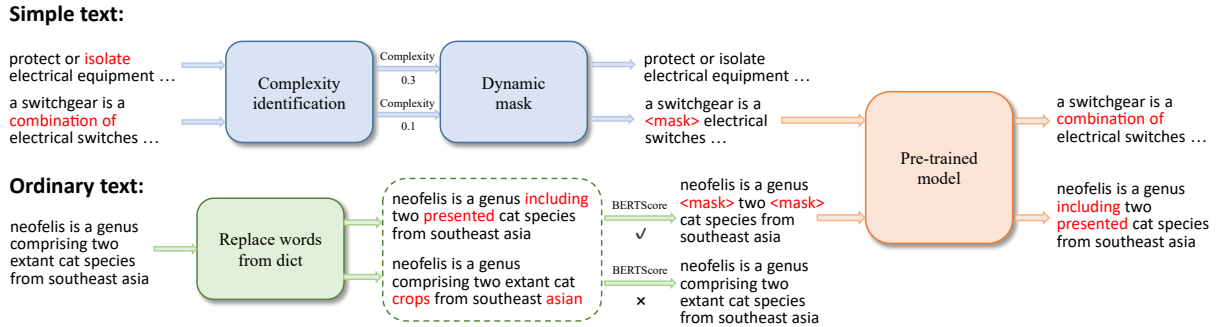 Simple text:
protect or isolate
electrical equipment ...
a switchgear is a
combination of
electrical switches ...
Complexity
identification
Complexity
0.3
Complexity
0.1
Dynamic
mask
protect or isolate
electrical equipment ...
a switchgear is a
<mask> electrical
switches ...
Pre-trained
model
a switchgear is a
combination of
electrical switches ...
Ordinary text:
neofelis is a genus
comprising two
extant cat species
from southeast asia
Replace words
from dict
neofelis is a genus including
two presented cat species
from southeast asia
neofelis is a genus
comprising two extant cat
crops from southeast asian
BERTScore
✓
BERTScore
×
neofelis is a genus
<mask> two <mask>
cat species from
southeast asia
neofelis is a genus
comprising two
extant cat species
from southeast asia
neofelis is a genus
including two
presented cat species
from southeast asia